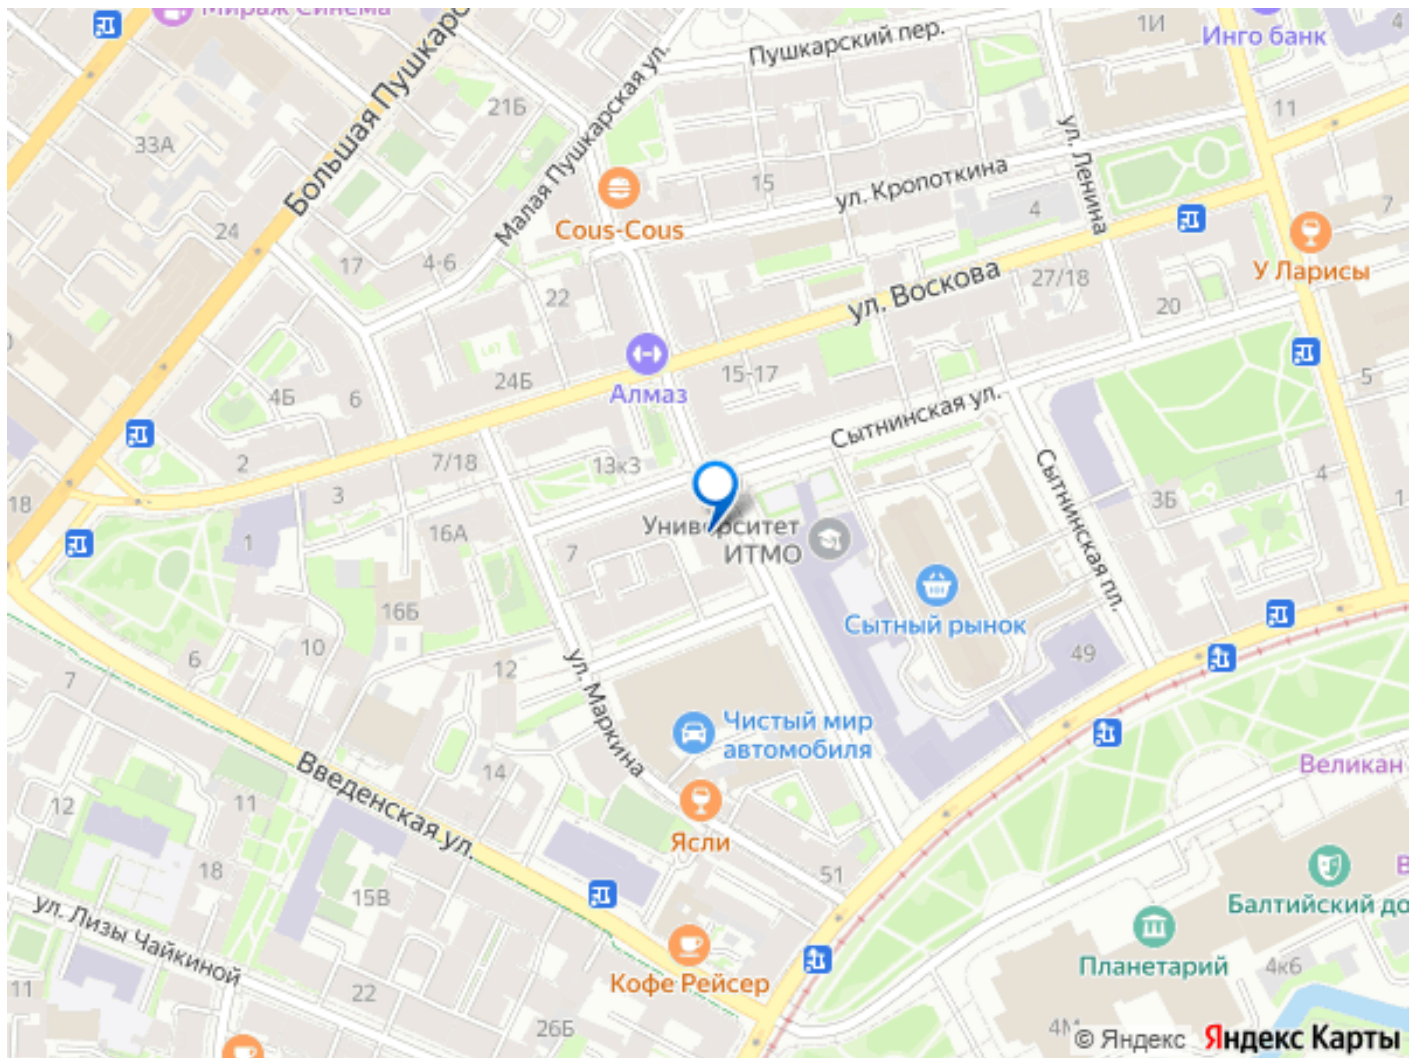 Мираж Синема
Большая Пушкарс
Малая Пушкарская ул.
Пушкарский пер.
1И
Инго банк
4
11
21Б
33А
ул. Ленина
15
ул. Кропоткина
4
7
Cous-Cous
24
17
4-6
22
ул. Воскова
27/18
У Ларисы
20
Алмаз
24Б
15-17
4Б
6
5
Сытнинская ул.
2
7/18
13к3
3
18
16А
Сытнинская пл.
3Б
4
1
1
Университет
ИТМО
7
16Б
Сытный рынок
10
6
12
49
7
ул. Маркина
Чистый мир
автомобиля
Введенская ул.
14
Великан
12
11
Ясли
18
51
15В
Балтийский до
В
ул. Лизы Чайкиной
Планетарий
4к6
Кофе Рейсер
11
22
26Б
4М
© Яндекс Яндекс Карты